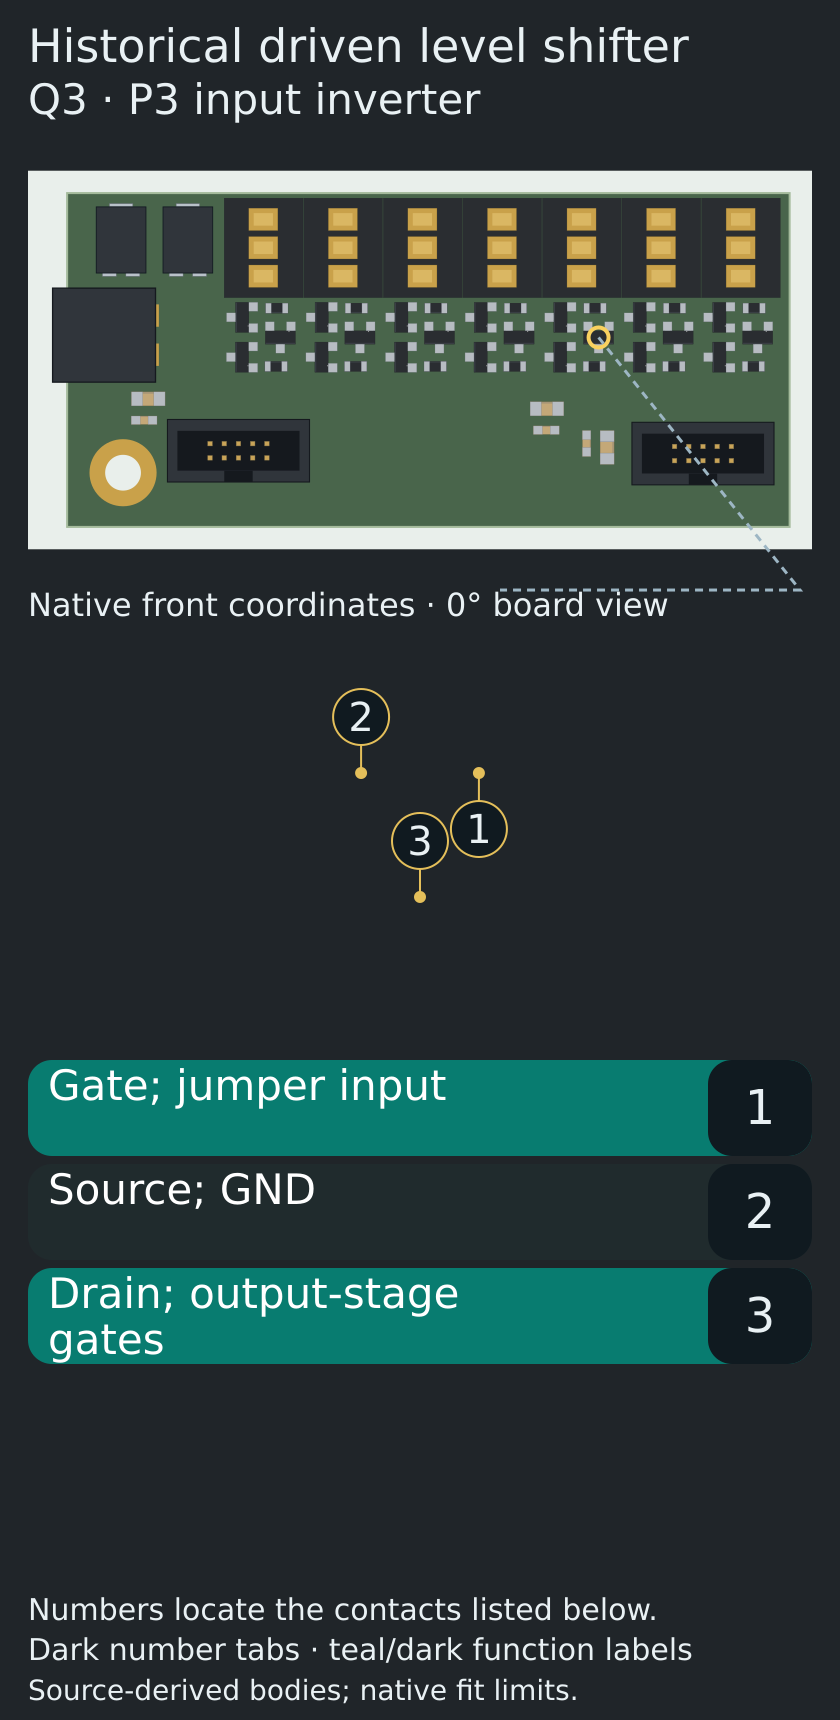 Historical driven level shifter
Q3 · P3 input inverter
Native front coordinates · 0° board view
2
3
1
Gate; jumper input
1
Source; GND
2
Drain; output-stage
gates
3
Numbers locate the contacts listed below.
Dark number tabs · teal/dark function labels
Source-derived bodies; native fit limits.